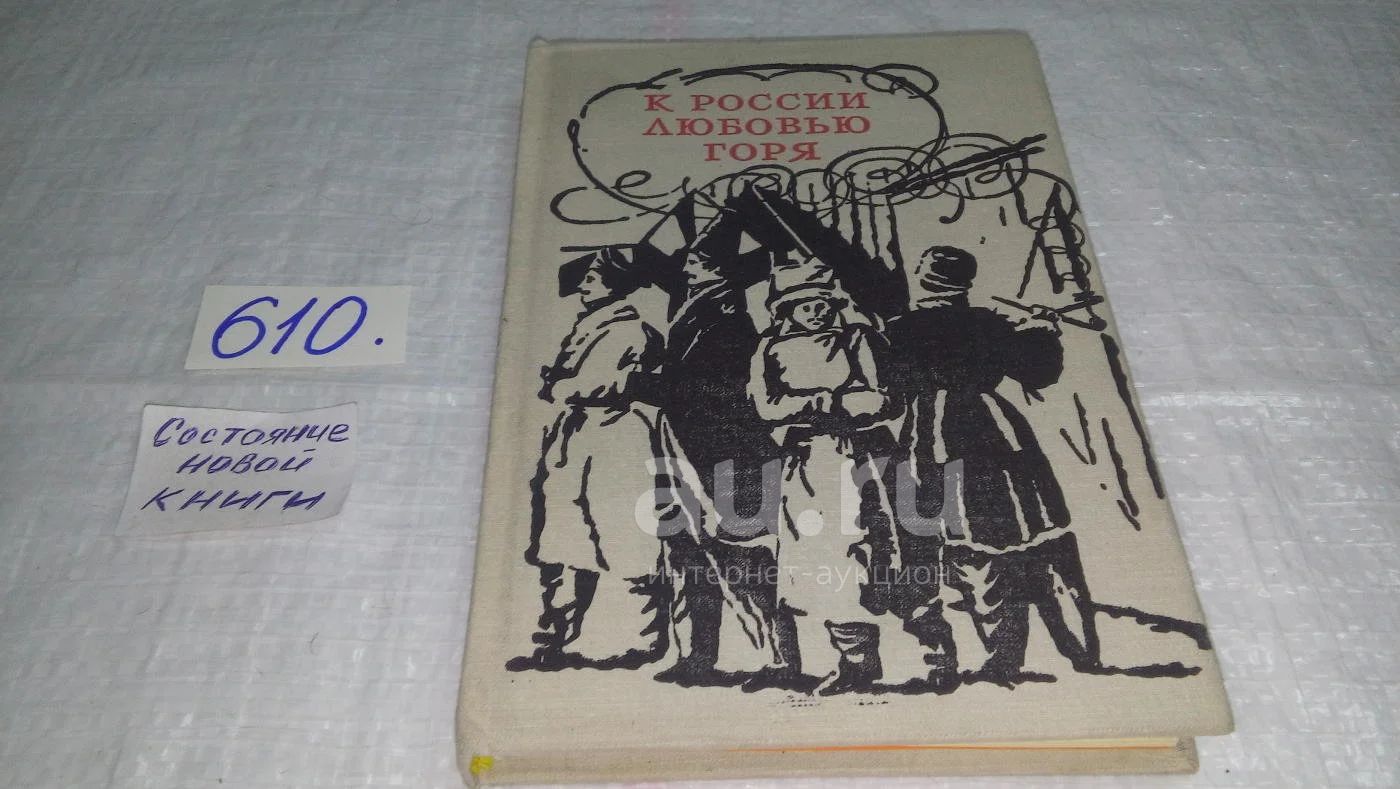 К РОССИИ
ЛЮБОВЬЮ
ГОРЯ
610.
Состояние
новой
книги
au.ru
интернет-аукцион